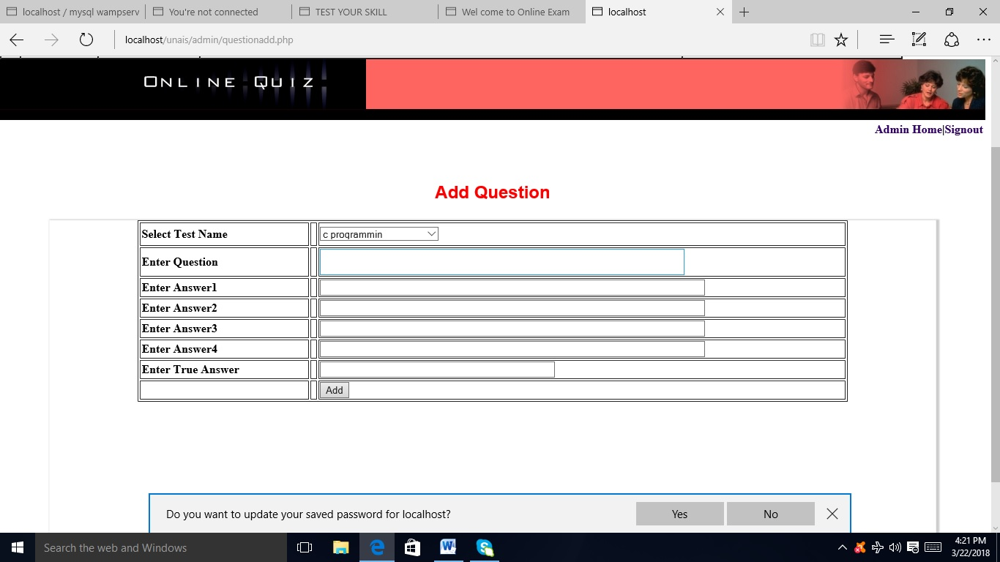 localhost / mysql wampserv You're not connected TEST YOUR SKILL Wel come to Online Exam localhost
localhost/unais/admin/questionadd.php
ONLINE QUIZ
Admin Home|Signout
Add Question
Select Test Name c programmin
Enter Question
Enter Answer1
Enter Answer2
Enter Answer3
Enter Answer4
Enter True Answer
Add
Do you want to update your saved password for localhost? Yes No
Search the web and Windows
4:21 PM
3/22/2018